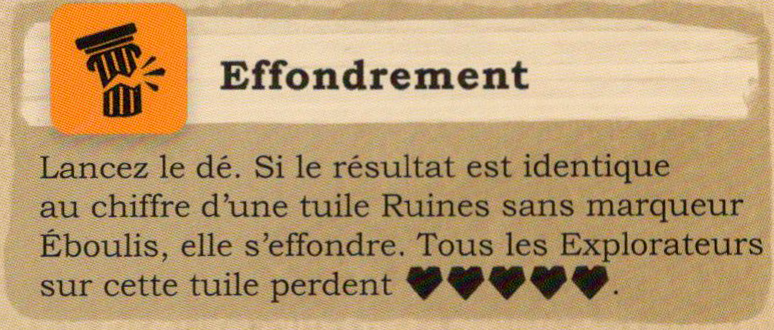 Effondrement
Lancez le dé. Si le résultat est identique
au chiffre d'une tuile Ruines sans marqueur
Éboulis, elle s'effondre. Tous les Explorateurs
sur cette tuile perdent ♥♥♥♥♥.